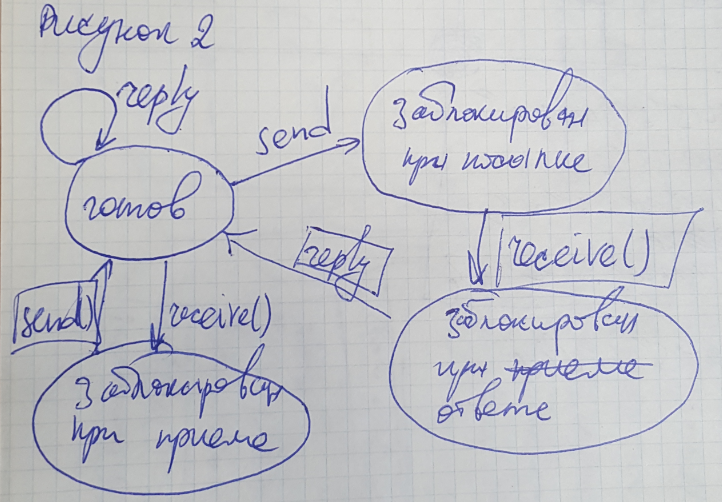 Рисунок 2
reply
send
заблокирован
при посылке
готов
reply
receive()
send()
receive()
заблокирован
при приеме
ответе
заблокирован
при приеме